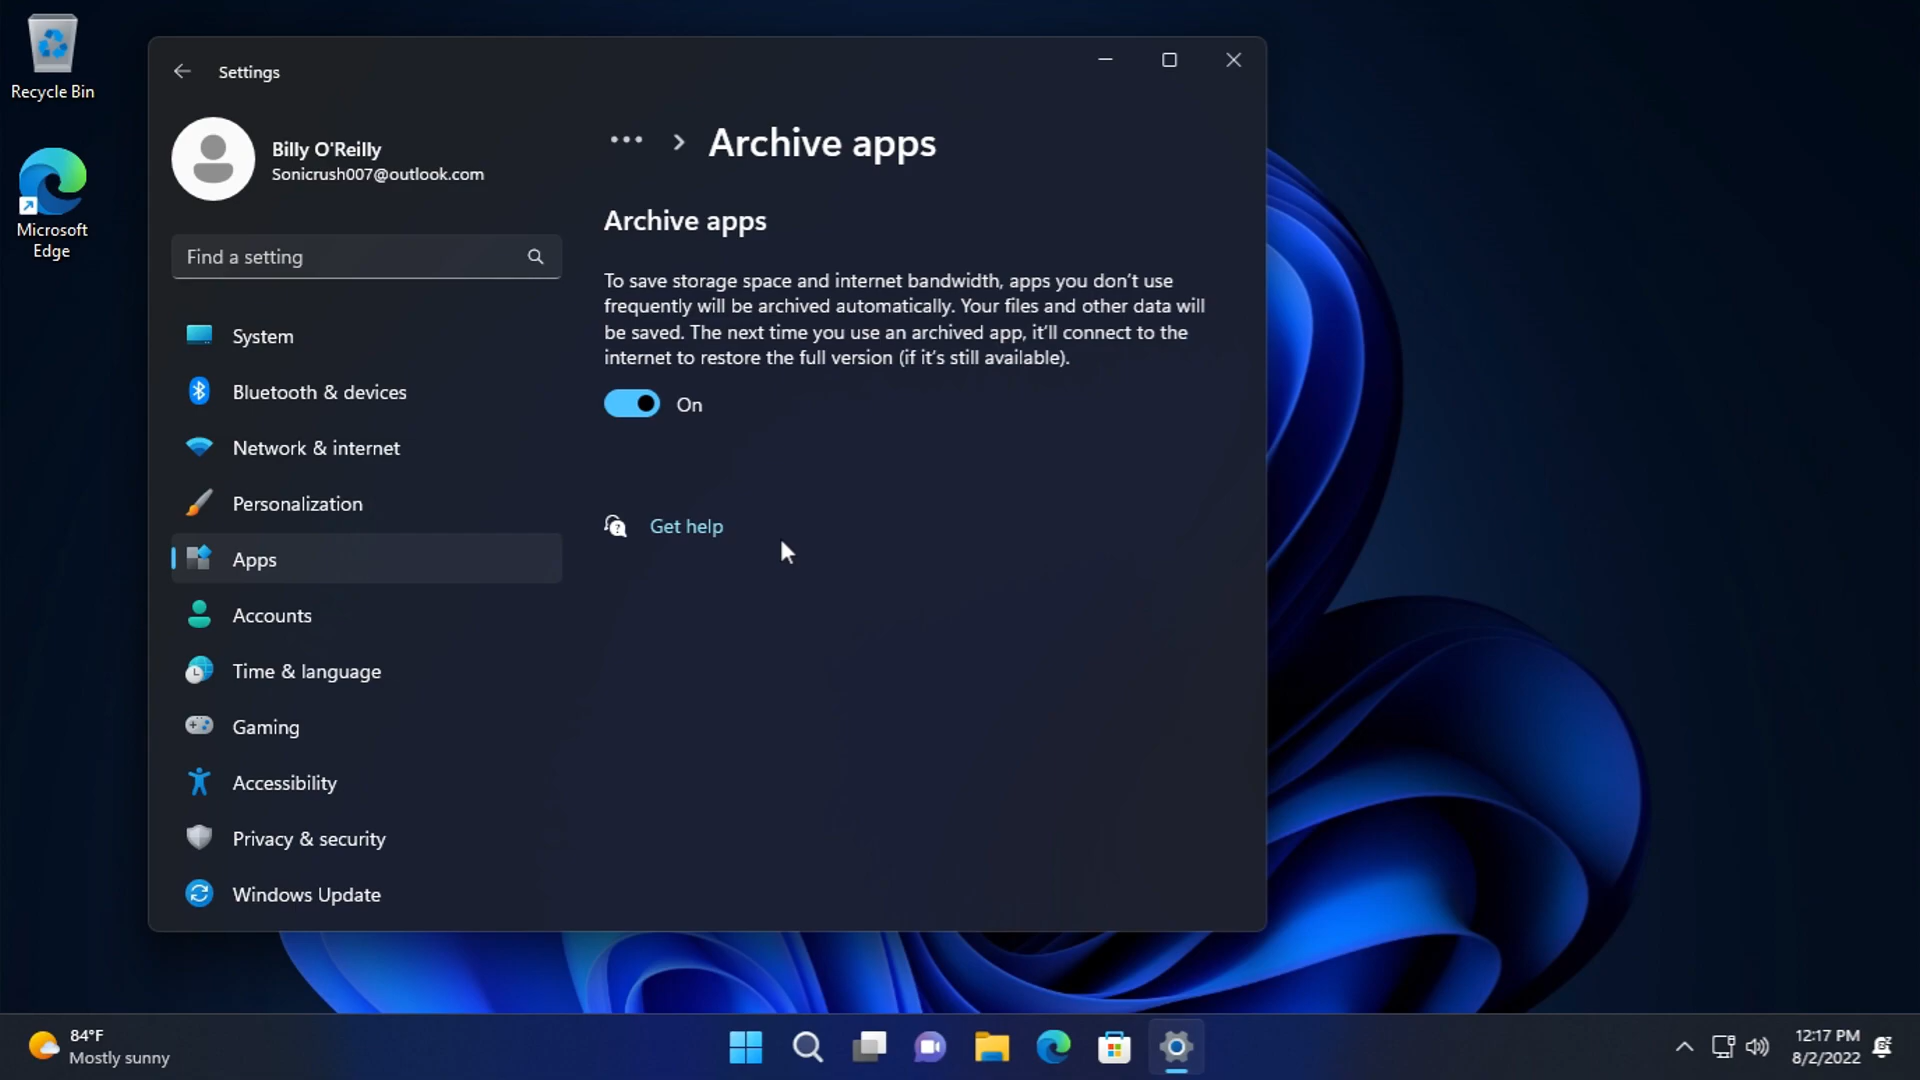 Recycle Bin
Microsoft
Edge
Settings
Billy O'Reilly
Sonicrush007@outlook.com
Find a setting
System
Bluetooth & devices
Network & internet
Personalization
Apps
Accounts
Time & language
Gaming
Accessibility
Privacy & security
Windows Update
Archive apps
Archive apps
To save storage space and internet bandwidth, apps you don't use
frequently will be archived automatically. Your files and other data will
be saved. The next time you use an archived app, it'll connect to the
internet to restore the full version (if it's still available).
On
Get help
84°F
Mostly sunny
12:17 PM
8/2/2022